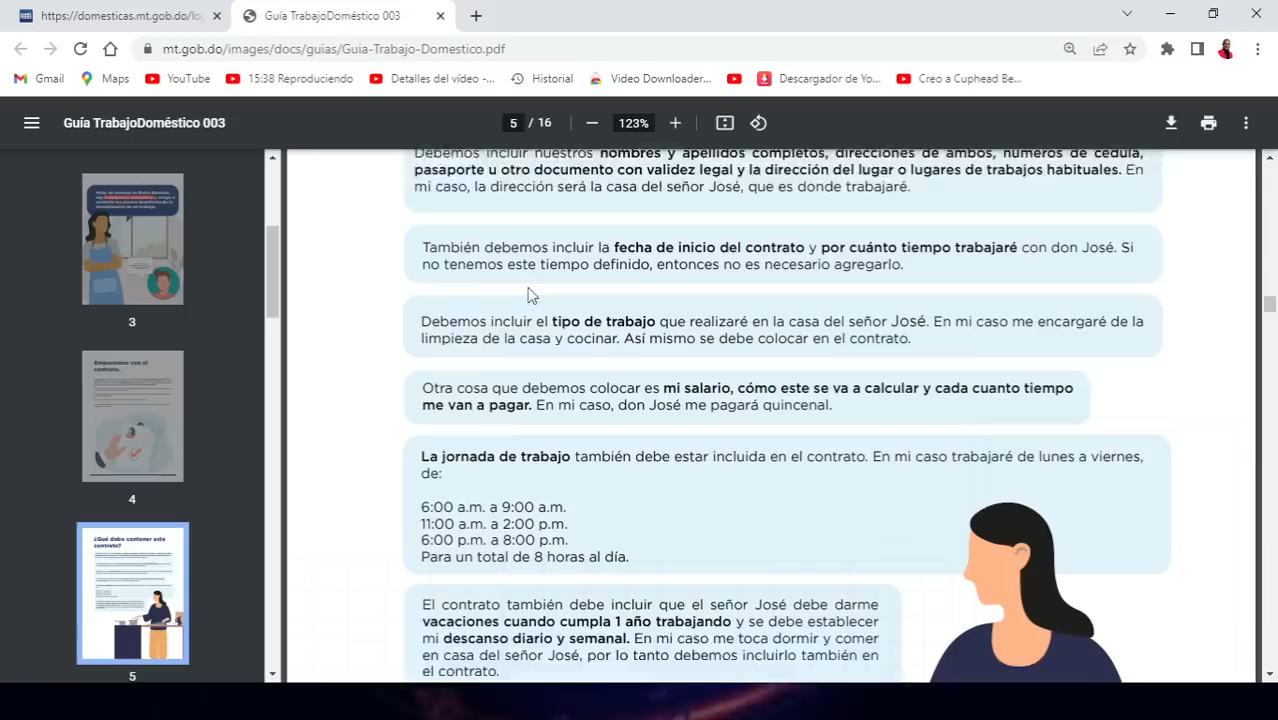 https://domesticas.mt.gob.do/lo
Guía TrabajoDoméstico 003
mt.gob.do/images/docs/guias/Guia-Trabajo-Domestico.pdf
Gmail
Maps
YouTube
15:38 Reproduciendo
Detalles del vídeo -...
Historial
Video Downloader...
Descargador de Yo...
Creo a Cuphead Be...
Guía TrabajoDoméstico 003
5 / 16
123%
3
Empecemos con el
contrato.
4
¿Qué debe contener este
contrato?
5
Debemos incluir nuestros nombres y apellidos completos, direcciones de ambos, números de cédula,
pasaporte u otro documento con validez legal y la dirección del lugar o lugares de trabajos habituales. En
mi caso, la dirección será la casa del señor José, que es donde trabajaré.
También debemos incluir la fecha de inicio del contrato y por cuánto tiempo trabajaré con don José. Si
no tenemos este tiempo definido, entonces no es necesario agregarlo.
Debemos incluir el tipo de trabajo que realizaré en la casa del señor José. En mi caso me encargaré de la
limpieza de la casa y cocinar. Así mismo se debe colocar en el contrato.
Otra cosa que debemos colocar es mi salario, cómo este se va a calcular y cada cuanto tiempo
me van a pagar. En mi caso, don José me pagará quincenal.
La jornada de trabajo también debe estar incluida en el contrato. En mi caso trabajaré de lunes a viernes,
de:
6:00 a.m. a 9:00 a.m.
11:00 a.m. a 2:00 p.m.
6:00 p.m. a 8:00 p.m.
Para un total de 8 horas al día.
El contrato también debe incluir que el señor José debe darme
vacaciones cuando cumpla 1 año trabajando y se debe establecer
mi descanso diario y semanal. En mi caso me toca dormir y comer
en casa del señor José, por lo tanto debemos incluirlo también en
el contrato.